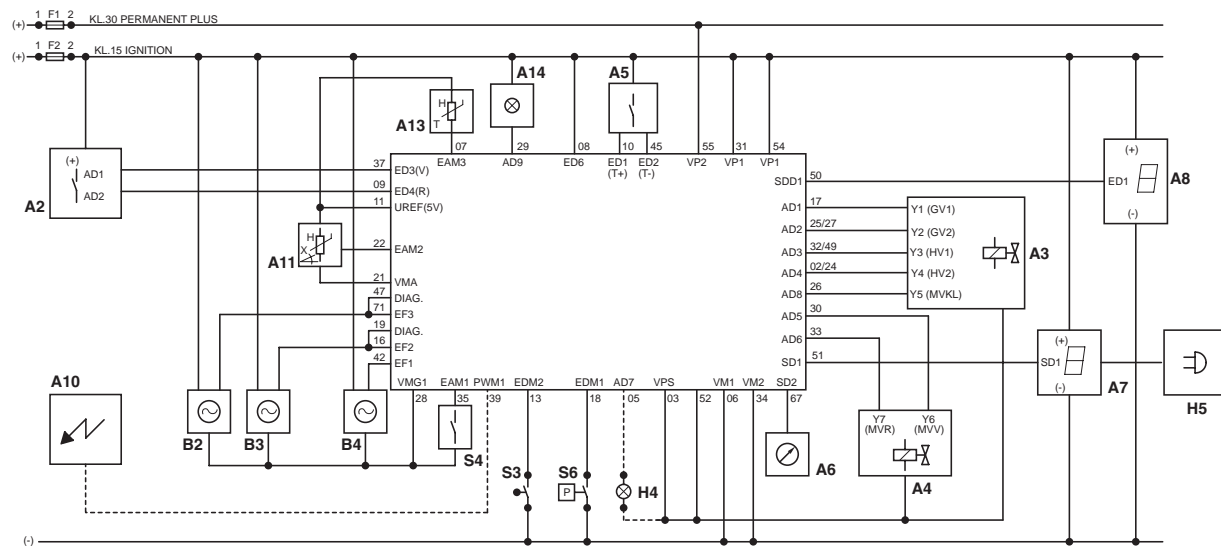 (+) 1 F1 2 KL.30 PERMANENT PLUS
(+) 1 F2 2 KL.15 IGNITION
A14 A5
A13 H T
07 29 08 10 45 55 31 54
EAM3 AD9 ED6 ED1 ED2 VP2 VP1 VP1
(T+) (T-)
A2 (+) AD1 AD2
37 ED3(V)
09 ED4(R)
11 UREF(5V)
A11 H X
22 EAM2
21 VMA
47 DIAG.
71 EF3
19 DIAG.
16 EF2
42 EF1
SDD1 50
AD1 17 Y1 (GV1)
AD2 25/27 Y2 (GV2)
AD3 32/49 Y3 (HV1)
AD4 02/24 Y4 (HV2)
AD8 26 Y5 (MVKL)
A3
AD5 30
AD6 33
SD1 51
(+) ED1 (-) A8
(+) SD1 (-) A7
H5
VMG1 EAM1 PWM1 EDM2 EDM1 AD7 VPS VM1 VM2 SD2
28 35 39 13 18 05 03 52 06 34 67
A10
B2 B3 B4 S4
S3 S6 P H4
A6
Y7 Y6
(MVR) (MVV)
A4
(-)